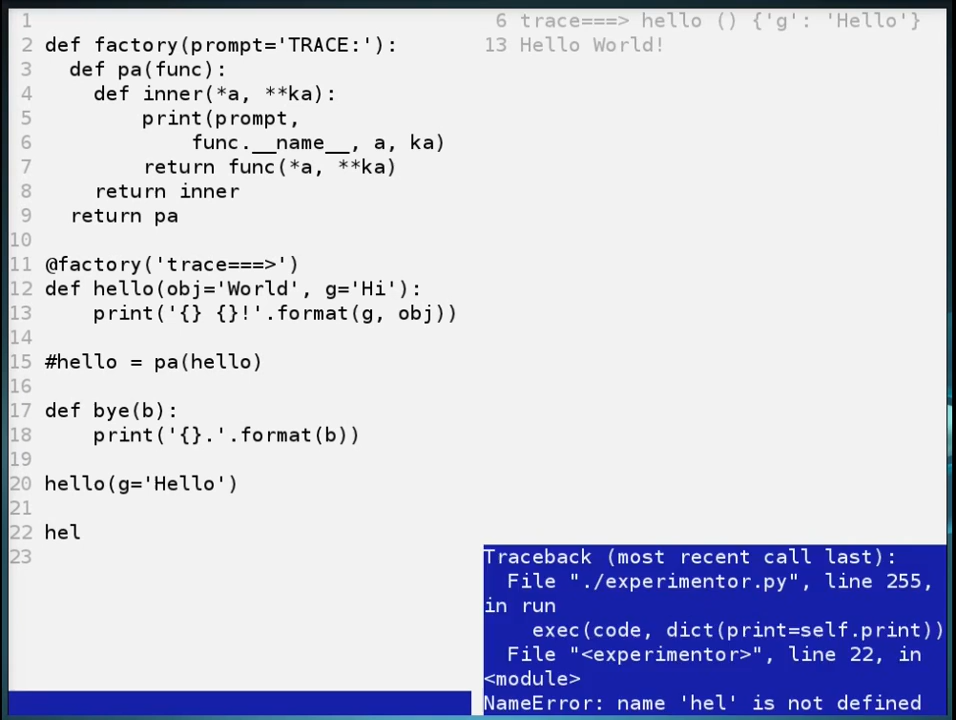 1
2 def factory(prompt='TRACE:'):
3   def pa(func):
4     def inner(*a, **ka):
5         print(prompt,
6             func.__name__, a, ka)
7         return func(*a, **ka)
8     return inner
9   return pa
10
11 @factory('trace===>')
12 def hello(obj='World', g='Hi'):
13     print('{} {}!'.format(g, obj))
14
15 #hello = pa(hello)
16
17 def bye(b):
18     print('{}.'.format(b))
19
20 hello(g='Hello')
21
22 hel
23
6 trace===> hello () {'g': 'Hello'}
13 Hello World!
Traceback (most recent call last):
  File "./experimentor.py", line 255,
in run
    exec(code, dict(print=self.print))
  File "<experimentor>", line 22, in
<module>
NameError: name 'hel' is not defined